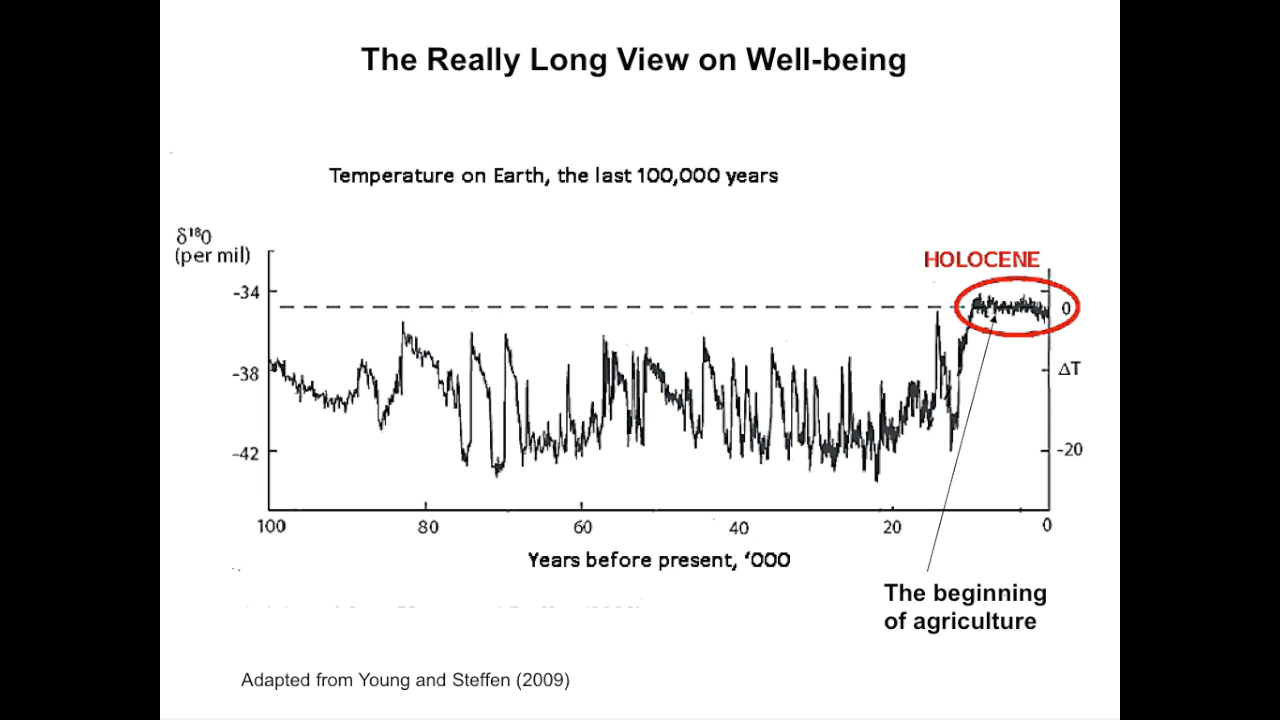 The Really Long View on Well-being
Temperature on Earth, the last 100,000 years
δ¹⁸O
(per mil)
HOLOCENE
-34
0
-38
ΔT
-42
-20
100 80 60 40 20 0
Years before present, ‘000
The beginning
of agriculture
Adapted from Young and Steffen (2009)